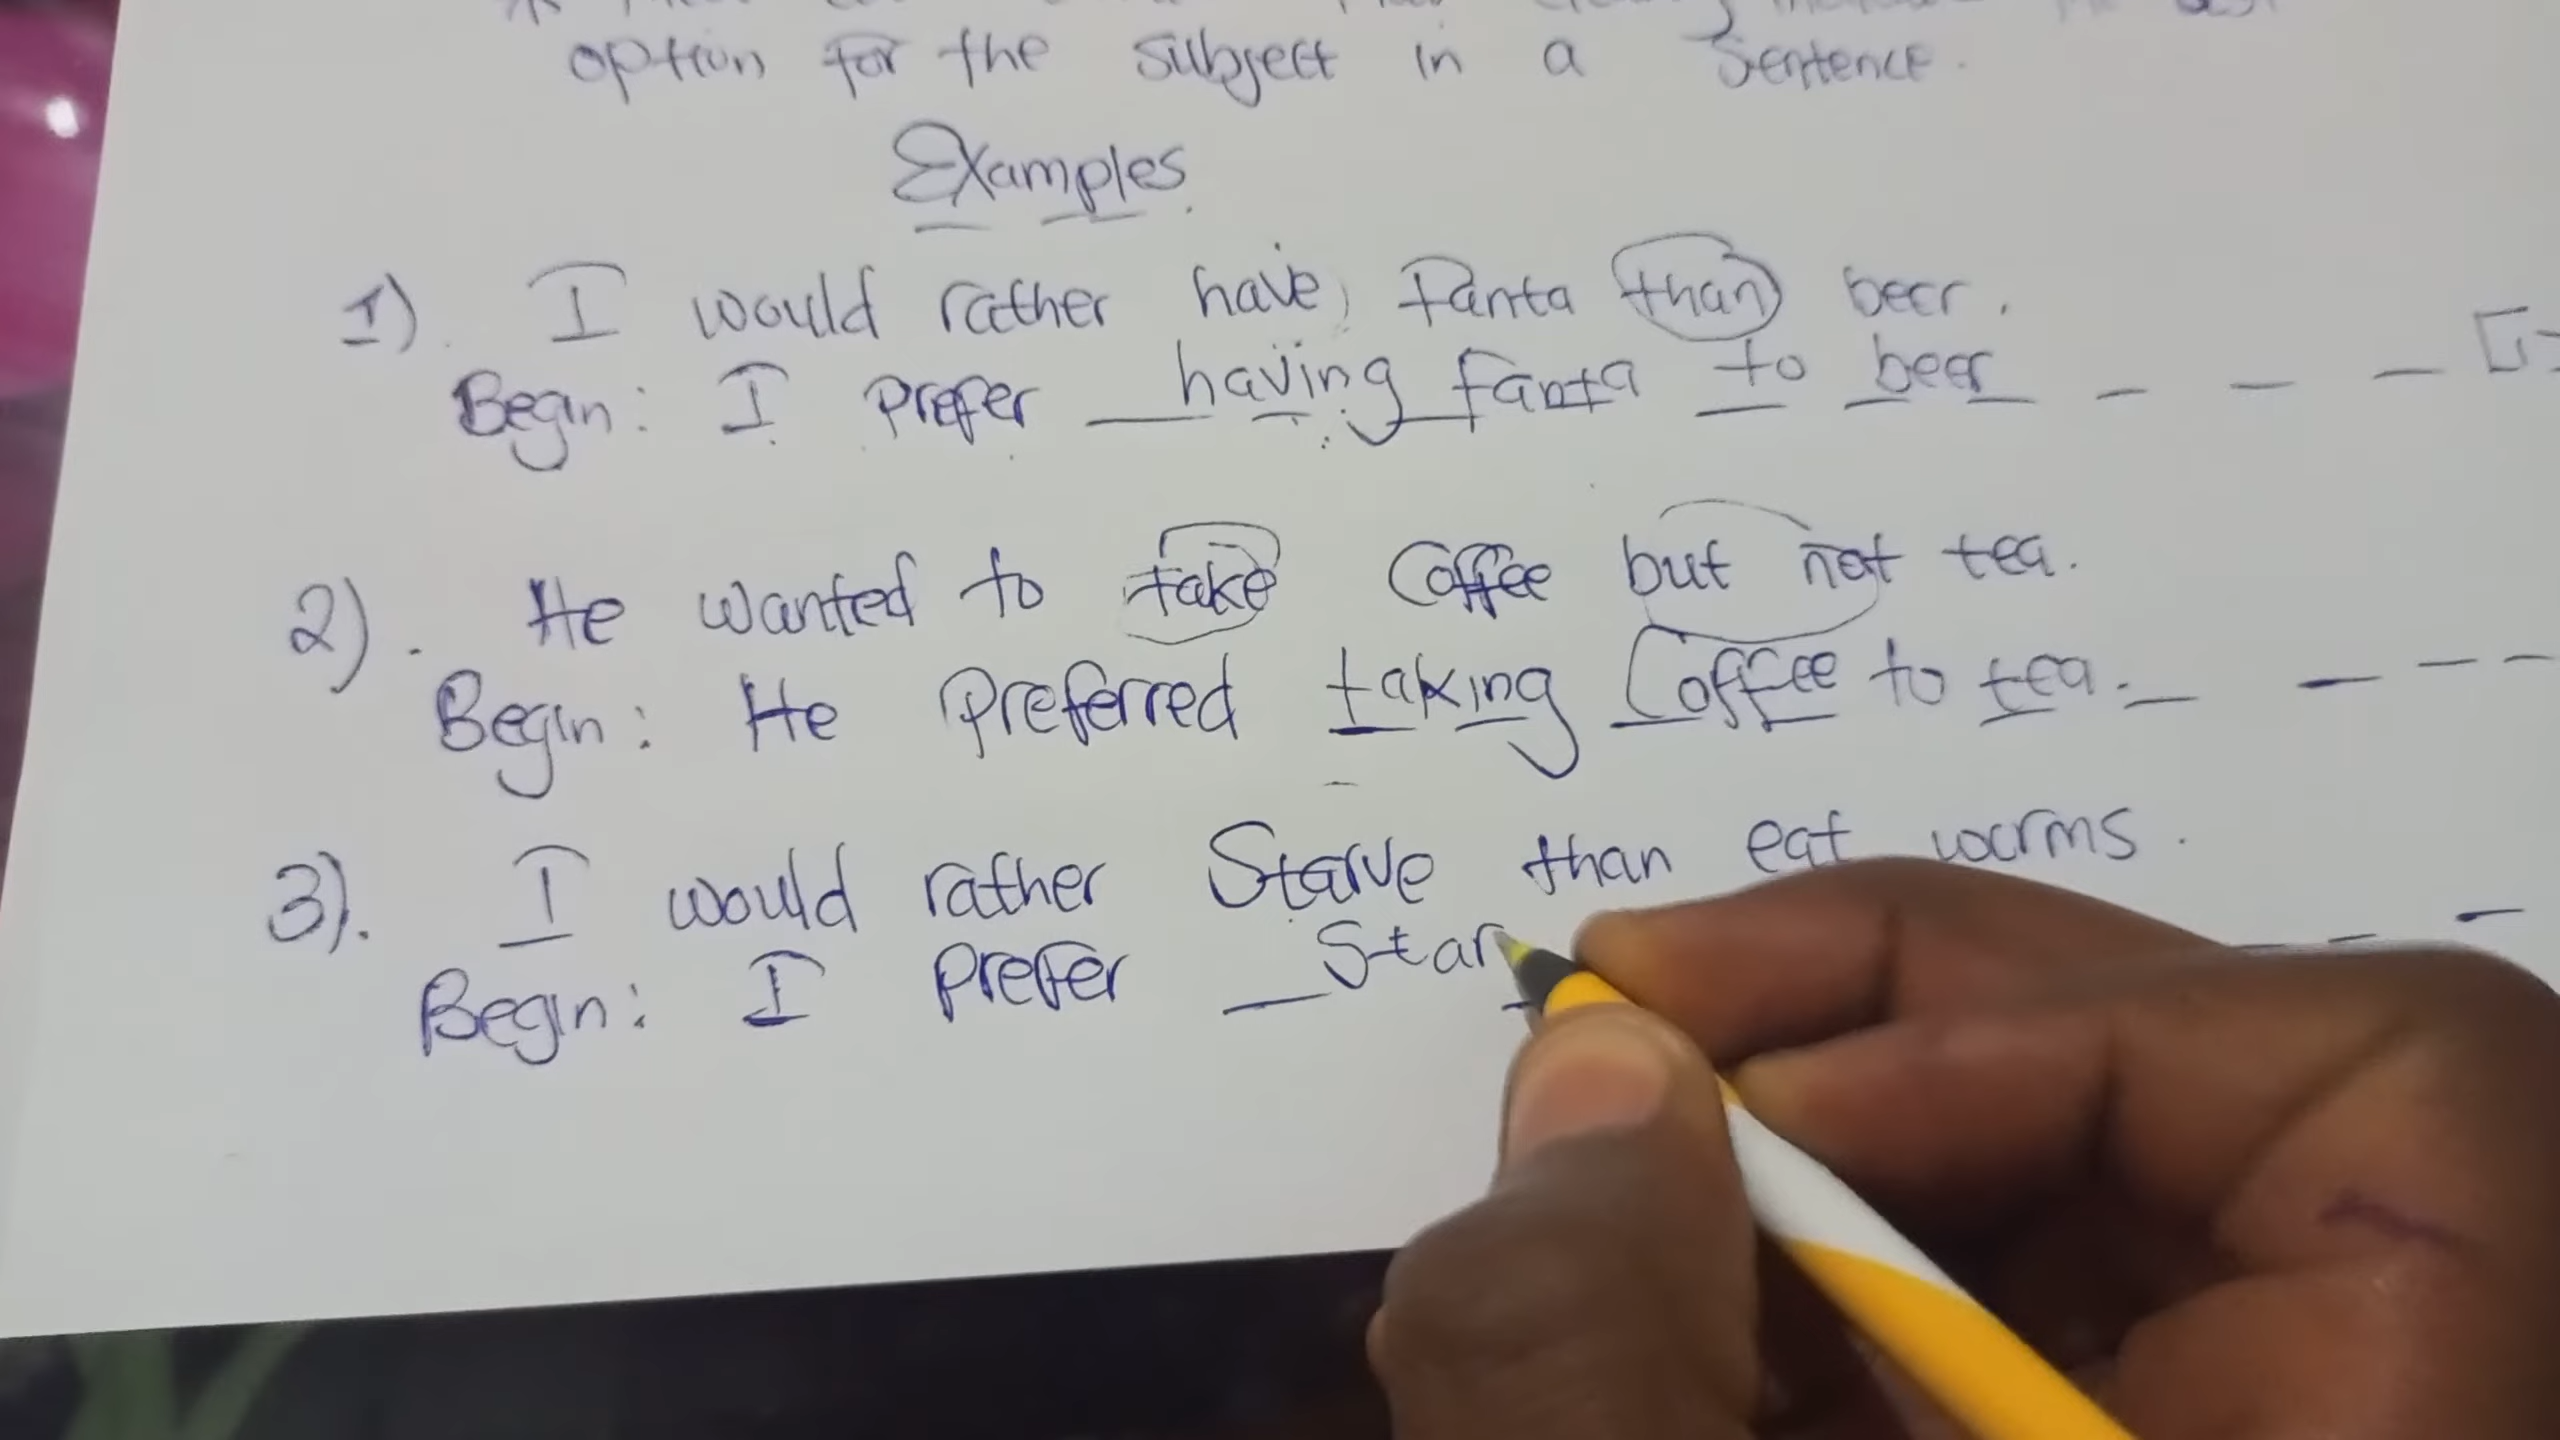 option for the subject in a sentence.
Examples
1). I would rather have Fanta than beer.
Begin: I prefer having fanta to beer
2). He wanted to take Coffee but not tea.
Begin: He preferred taking Coffee to tea.
3). I would rather Starve than eat worms.
Begin: I prefer Star